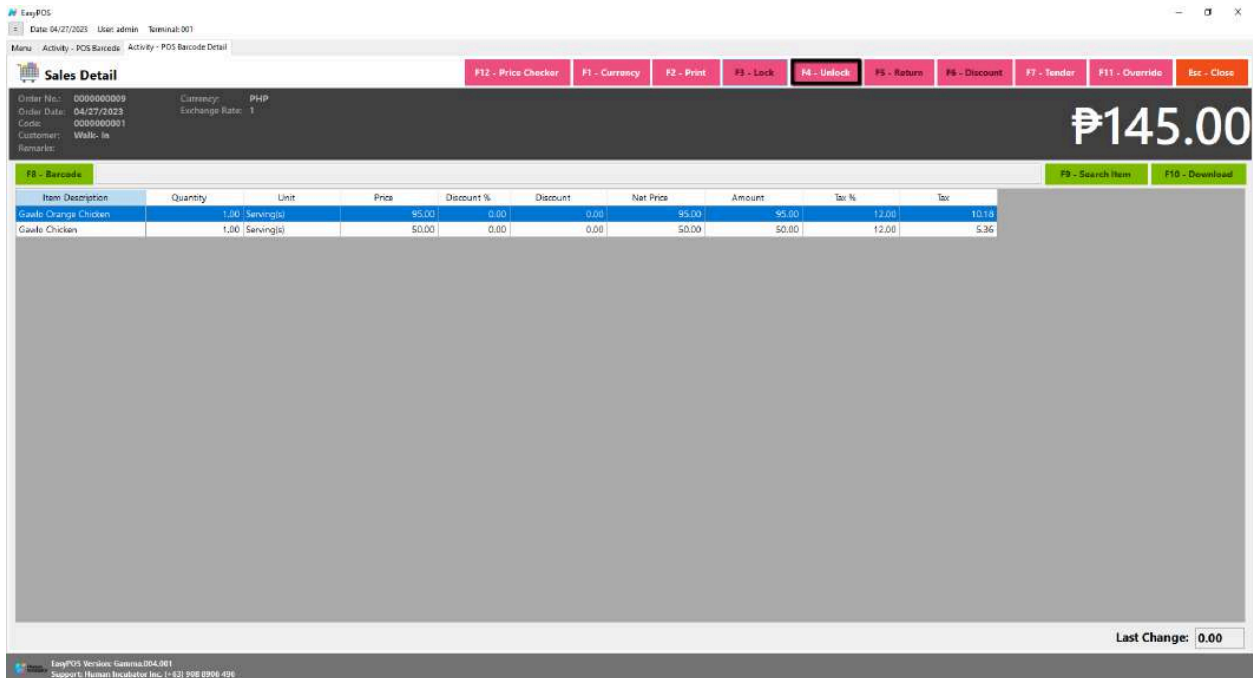 EasyPOS
Date: 04/27/2023 User: admin Terminal: 001
Menu Activity - POS Barcode Activity - POS Barcode Detail
Sales Detail F12 - Price Checker F1 - Currency F2 - Print F3 - Lock F4 - Unlock F5 - Return F6 - Discount F7 - Tender F11 - Override Esc - Close
Order No.: 0000000009 Currency: PHP
Order Date: 04/27/2023 Exchange Rate: 1
Code: 0000000001
Customer: Walk- In
Remarks:
₱145.00
F8 - Barcode F9 - Search Item F10 - Download
Item Description Quantity Unit Price Discount % Discount Net Price Amount Tax % Tax
Gawlo Orange Chicken 1.00 Serving(s) 95.00 0.00 0.00 95.00 95.00 12.00 10.18
Gawlo Chicken 1.00 Serving(s) 50.00 0.00 0.00 50.00 50.00 12.00 5.36
Last Change: 0.00
EasyPOS Version: Gamma.004.001
Support: Human Incubator Inc. (+63) 908 8906 496